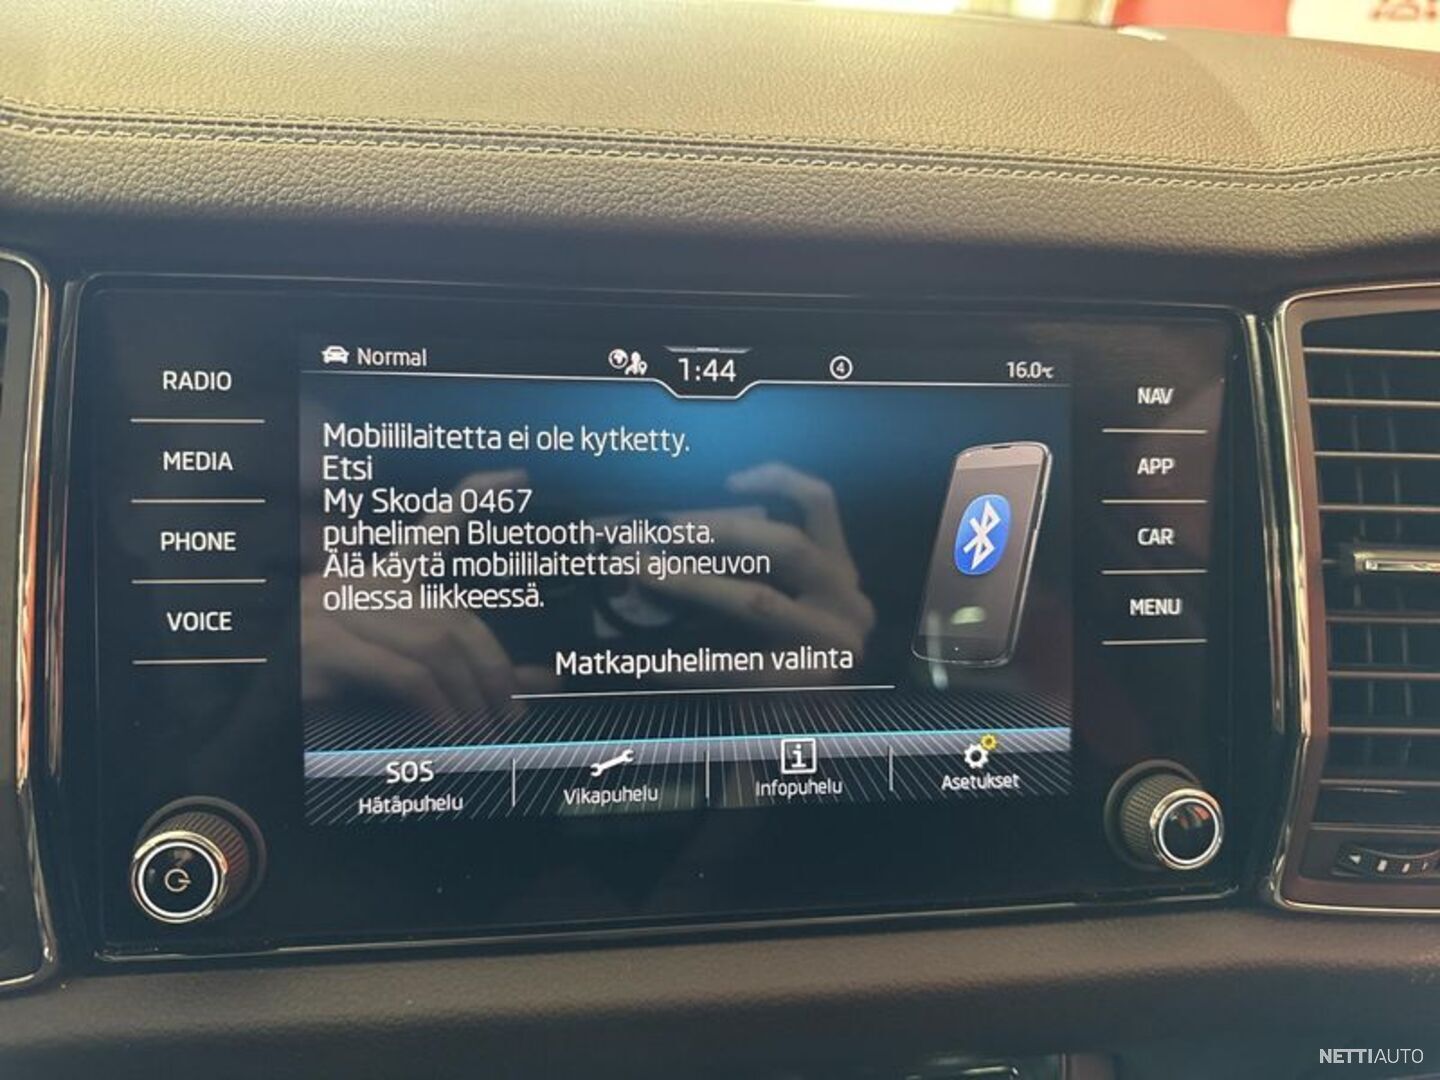 Normal
1:44
4
16.0°C
RADIO
MEDIA
PHONE
VOICE
Mobiililaitetta ei ole kytketty.
Etsi
My Skoda 0467
puhelimen Bluetooth-valikosta.
Älä käytä mobiililaitettasi ajoneuvon
ollessa liikkeessä.
Matkapuhelimen valinta
SOS
Hätäpuhelu
Vikapuhelu
i
Infopuhelu
Asetukset
NAV
APP
CAR
MENU
NETTIAUTO